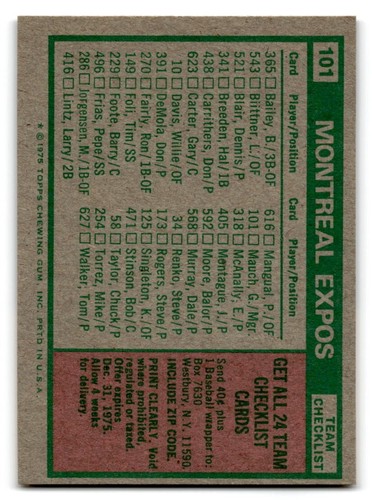 101
MONTREAL EXPOS
TEAM
CHECKLIST
Card Player/Position
365 □ Bailey, B./3B-OF
543 □ Biittner, L./OF
521 □ Blair, Dennis/P
341 □ Breeden, Hal/1B
623 □ Carter, Gary/C
438 □ Carrithers, Don/P
10 □ Davis, Willie/OF
391 □ DeMola, Don/P
270 □ Fairly, Ron/1B-OF
149 □ Foli, Tim/SS
229 □ Foote, Barry/C
496 □ Frias, Pepe/SS
286 □ Jorgensen, M./1B-OF
416 □ Lintz, Larry/2B
Card Player/Position
616 □ Mangual, P./OF
101 □ Mauch, G./Mgr.
318 □ McAnally, E./P
405 □ Montague, J./P
592 □ Moore, Balor/P
568 □ Murray, Dale/P
34 □ Renko, Steve/P
173 □ Rogers, Steve/P
125 □ Singleton, K./OF
471 □ Stinson, Bob/C
58 □ Taylor, Chuck/P
254 □ Torrez, Mike/P
627 □ Walker, Tom/P
GET ALL 24 TEAM
CHECKLIST
CARDS
Send 40¢ plus
1 Baseball wrapper to:
Box 7630
Westbury, N.Y. 11590.
INCLUDE ZIP CODE.
PRINT CLEARLY. Void
where prohibited.
Offer expires
Dec. 31, 1975.
Allow 4 weeks
for delivery.
© 1975 TOPPS CHEWING GUM, INC. PRTD IN U.S.A.